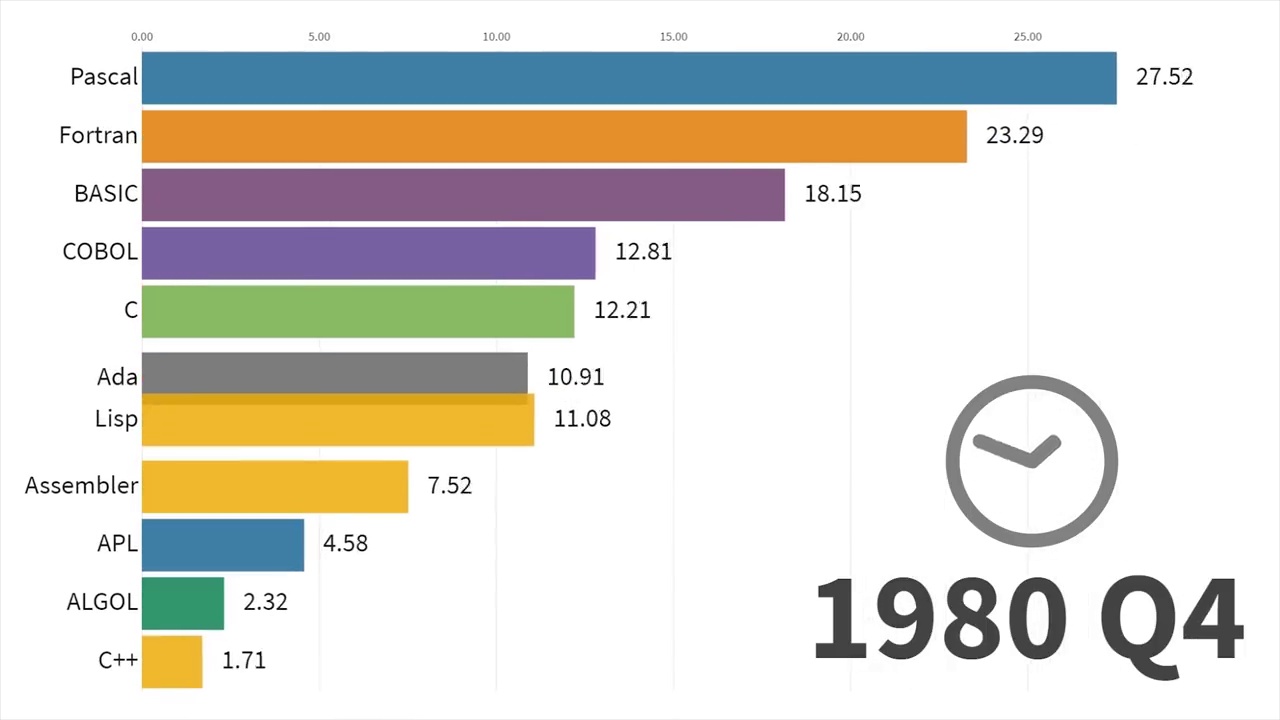 0.00 5.00 10.00 15.00 20.00 25.00
Pascal 27.52
Fortran 23.29
BASIC 18.15
COBOL 12.81
C 12.21
Ada 10.91
Lisp 11.08
Assembler 7.52
APL 4.58
ALGOL 2.32
C++ 1.71
1980 Q4